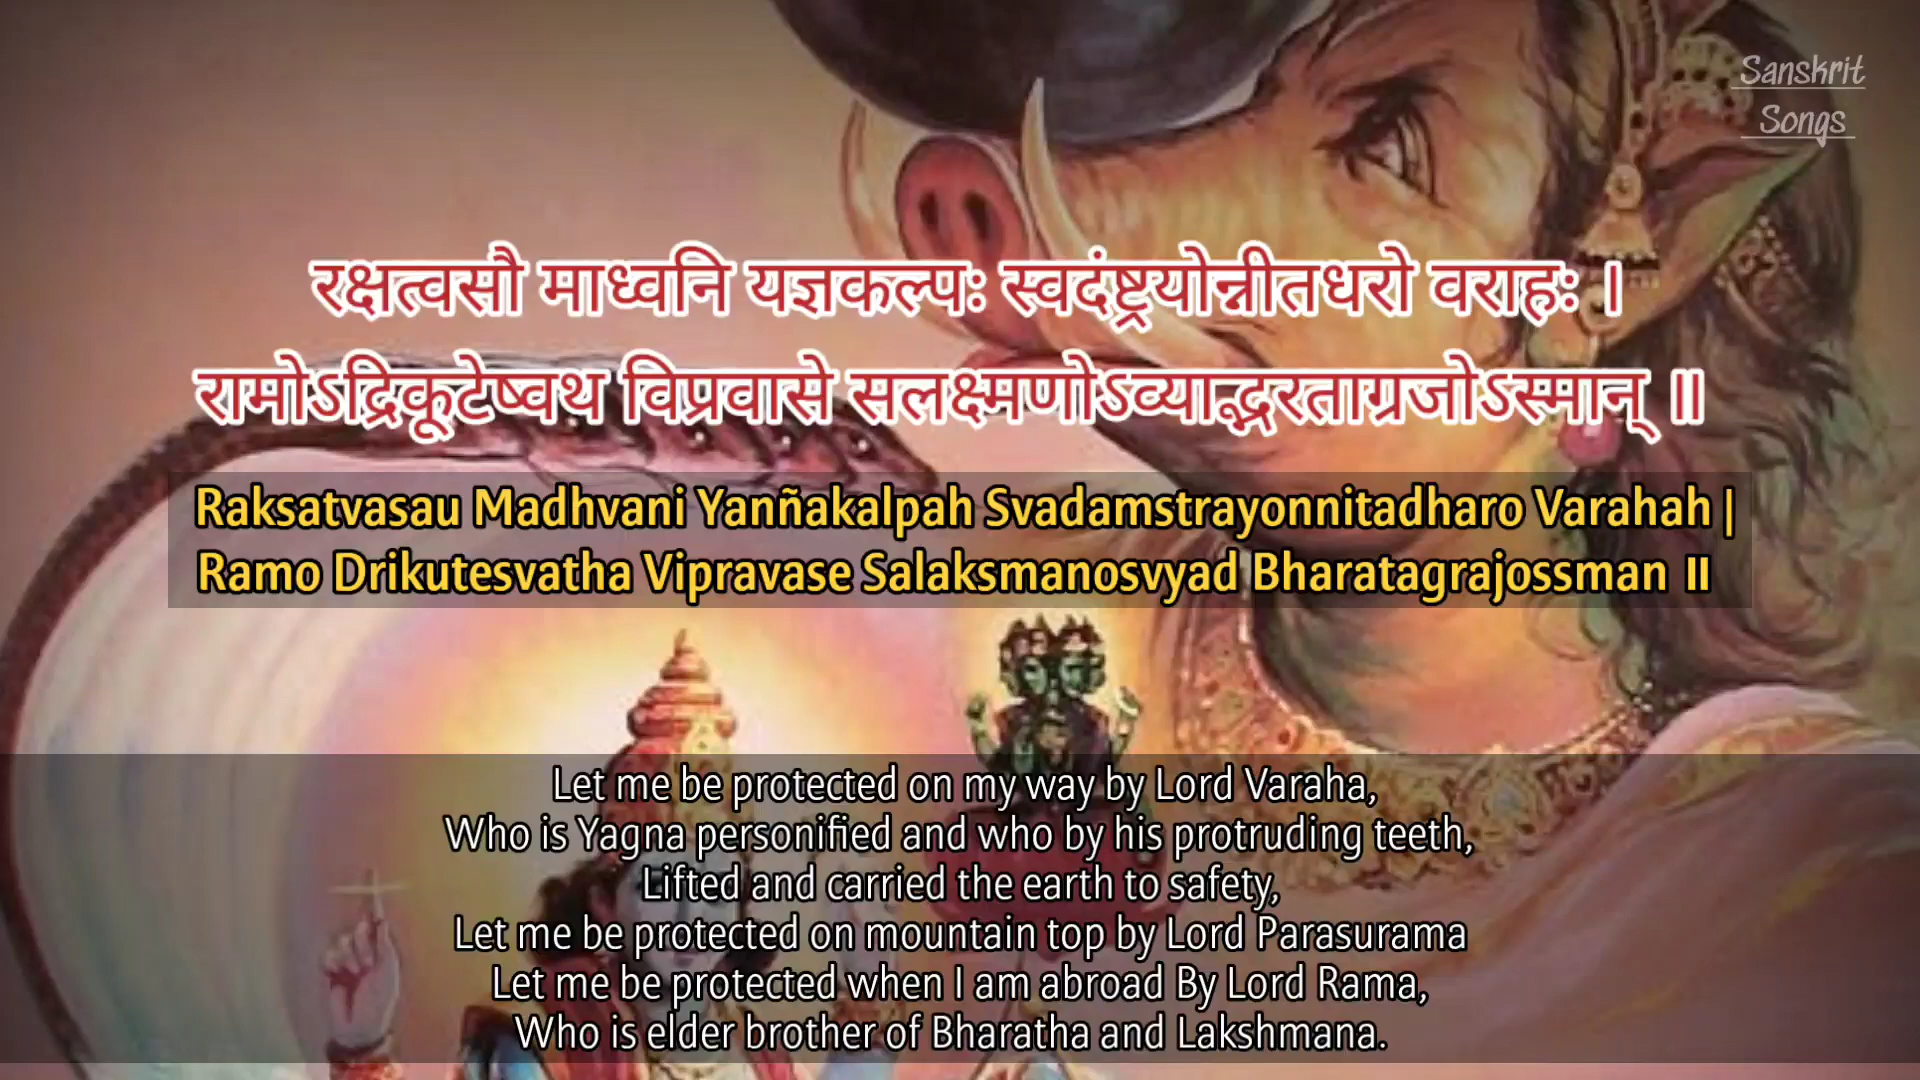 Sanskrit
Songs
रक्षत्वसौ माध्वनि यज्ञकल्पः स्वदंष्ट्रयोन्नीतधरो वराहः ।
रामोऽद्रिकूटेष्वथ विप्रवासे सलक्ष्मणोऽव्याद्भरताग्रजोऽस्मान् ॥
Raksatvasau Madhvani Yanñakalpah Svadamstrayonnitadharo Varahah |
Ramo Drikutesvatha Vipravase Salaksmanosvyad Bharatagrajossman ॥
Let me be protected on my way by Lord Varaha,
Who is Yagna personified and who by his protruding teeth,
Lifted and carried the earth to safety,
Let me be protected on mountain top by Lord Parasurama
Let me be protected when I am abroad By Lord Rama,
Who is elder brother of Bharatha and Lakshmana.